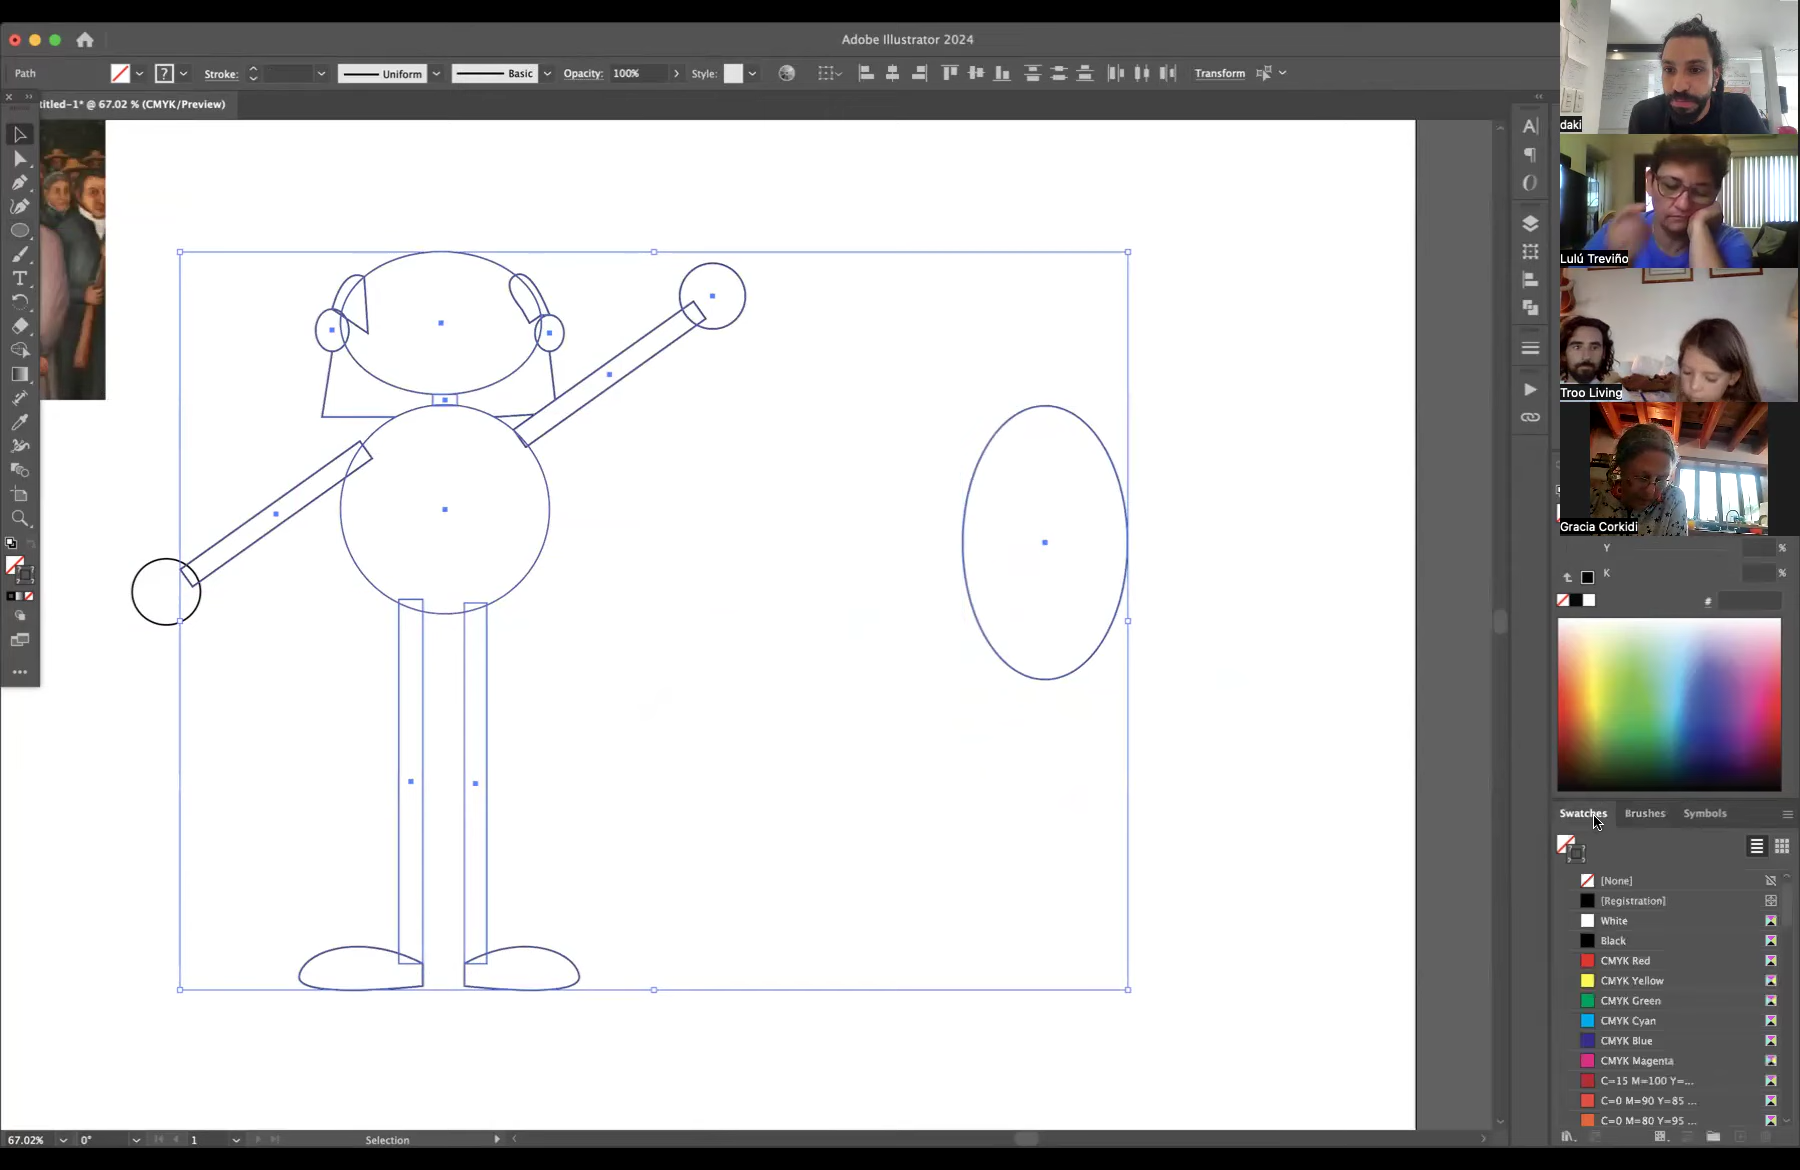 Adobe Illustrator 2024
Path
Stroke:
Uniform
Basic
Opacity:
100%
Style:
Transform
titled-1* @ 67.02 % (CMYK/Preview)
daki
Lulú Treviño
Troo Living
Gracia Corkidi
Y
%
K
%
#
Swatches
Brushes
Symbols
[None]
[Registration]
White
Black
CMYK Red
CMYK Yellow
CMYK Green
CMYK Cyan
CMYK Blue
CMYK Magenta
C=15 M=100 Y=...
C=0 M=90 Y=85 ...
C=0 M=80 Y=95 ...
67.02%
0°
1
Selection